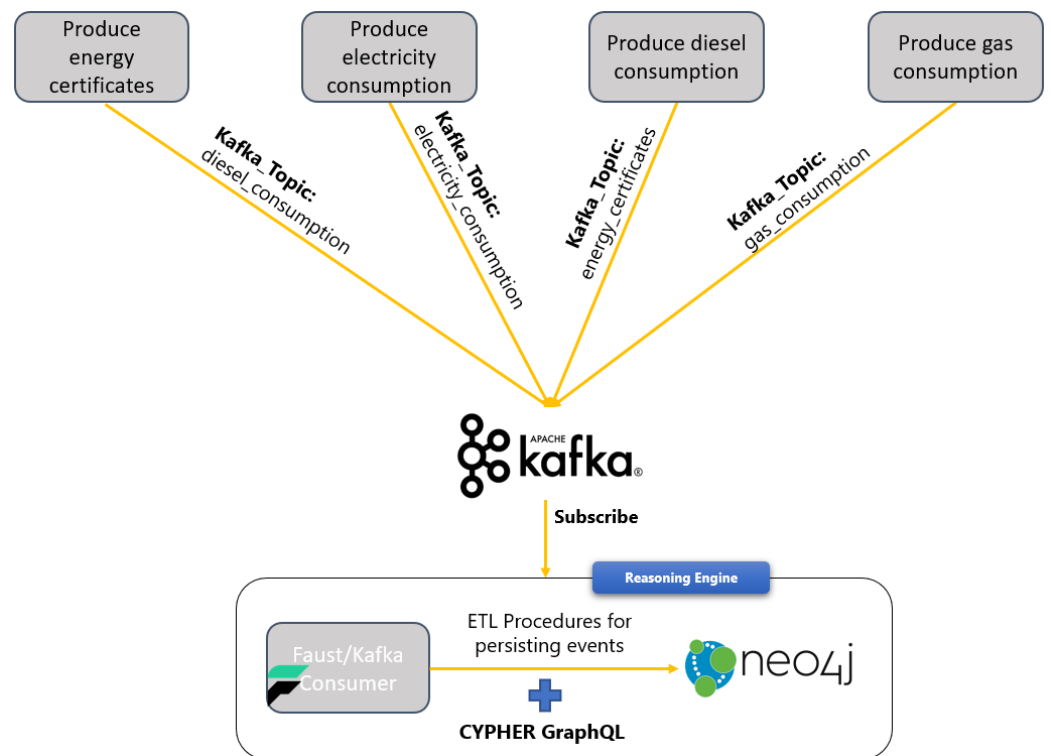 Produce
energy
certificates
Produce
electricity
consumption
Produce diesel
consumption
Produce gas
consumption
Kafka_Topic:
diesel_consumption
Kafka_Topic:
electricity_consumption
Kafka_Topic:
energy_certificates
Kafka_Topic:
gas_consumption
APACHE
kafka®
Subscribe
Reasoning Engine
Faust/Kafka
Consumer
ETL Procedures for
persisting events
CYPHER GraphQL
neo4j